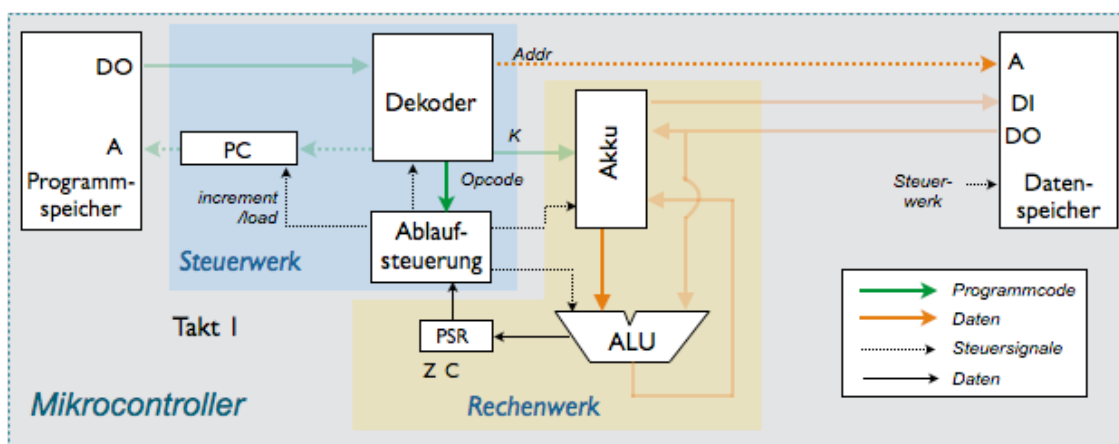 DO
A
Programm-
speicher
PC
increment
/load
Steuerwerk
Dekoder
Opcode
K
Addr
Ablauf-
steuerung
Takt 1
PSR
Z C
Akku
ALU
Rechenwerk
A
DI
DO
Daten-
speicher
Steuer-
werk
Programmcode
Daten
Steuersignale
Daten
Mikrocontroller